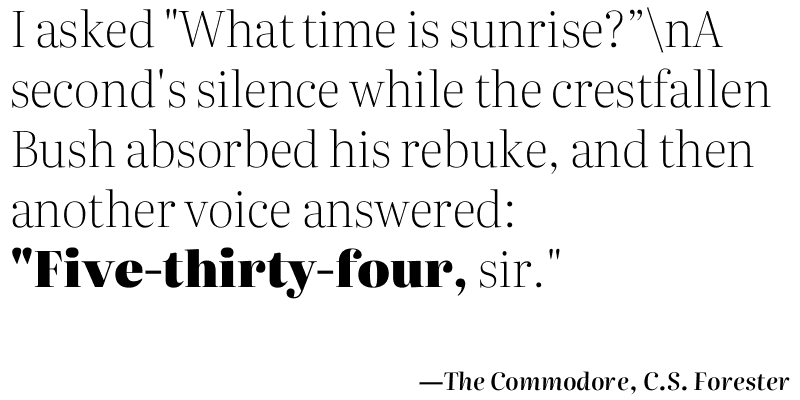 I asked "What time is sunrise?”\nA
second's silence while the crestfallen
Bush absorbed his rebuke, and then
another voice answered:
"Five-thirty-four, sir."
—The Commodore, C.S. Forester